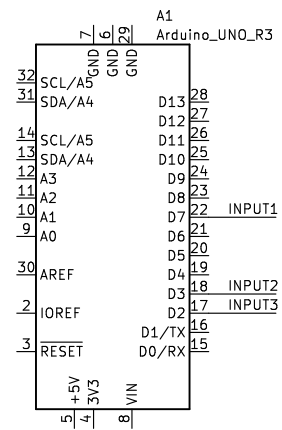 A1
Arduino_UNO_R3
7 6 29
GND GND GND
32 SCL/A5
31 SDA/A4
D13 28
D12 27
14 SCL/A5 D11 26
13 SDA/A4 D10 25
12 A3 D9 24
11 A2 D8 23
10 A1 D7 22 INPUT1
9 A0 D6 21
D5 20
30 AREF D4 19
D3 18 INPUT2
2 IOREF D2 17 INPUT3
D1/TX 16
3 RESET D0/RX 15
+5V 3V3 VIN
5 4 8